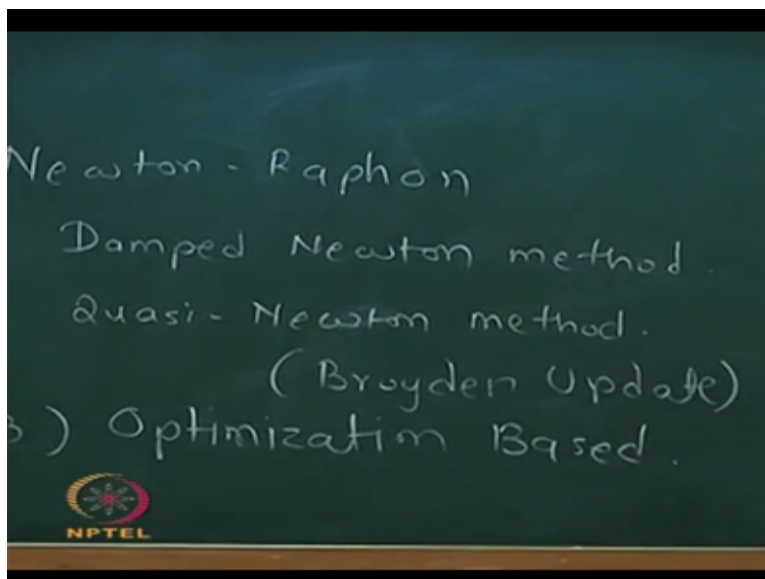 Newton - Raphon
Damped Newton method.
Quasi - Newton method.
(Broyden Update)
3) Optimization Based.
NPTEL